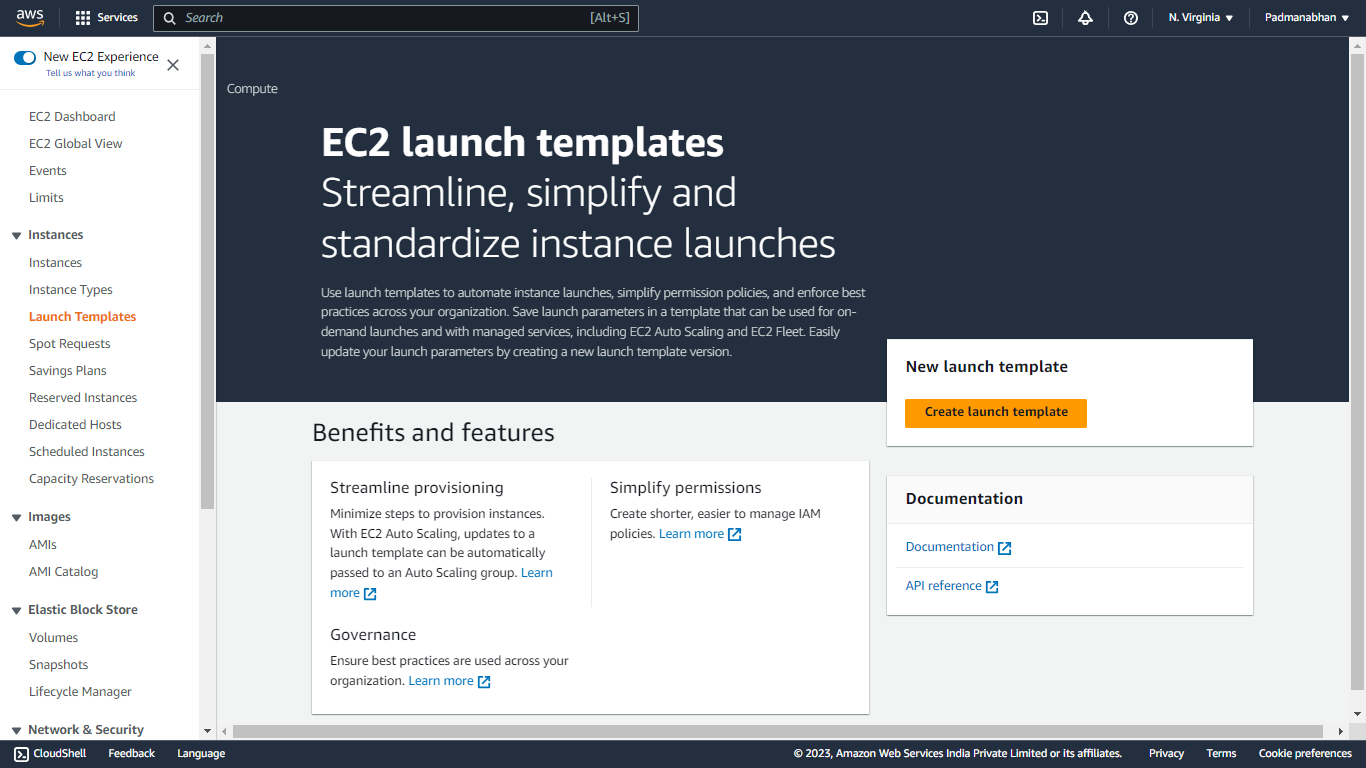 aws
Services
Search
[Alt+S]
N. Virginia
Padmanabhan
New EC2 Experience
Tell us what you think
EC2 Dashboard
EC2 Global View
Events
Limits
Instances
Instances
Instance Types
Launch Templates
Spot Requests
Savings Plans
Reserved Instances
Dedicated Hosts
Scheduled Instances
Capacity Reservations
Images
AMIs
AMI Catalog
Elastic Block Store
Volumes
Snapshots
Lifecycle Manager
Network & Security
Compute
EC2 launch templates
Streamline, simplify and
standardize instance launches
Use launch templates to automate instance launches, simplify permission policies, and enforce best
practices across your organization. Save launch parameters in a template that can be used for on-
demand launches and with managed services, including EC2 Auto Scaling and EC2 Fleet. Easily
update your launch parameters by creating a new launch template version.
New launch template
Create launch template
Benefits and features
Streamline provisioning
Minimize steps to provision instances.
With EC2 Auto Scaling, updates to a
launch template can be automatically
passed to an Auto Scaling group. Learn
more
Simplify permissions
Create shorter, easier to manage IAM
policies. Learn more
Governance
Ensure best practices are used across your
organization. Learn more
Documentation
Documentation
API reference
CloudShell
Feedback
Language
© 2023, Amazon Web Services India Private Limited or its affiliates.
Privacy
Terms
Cookie preferences